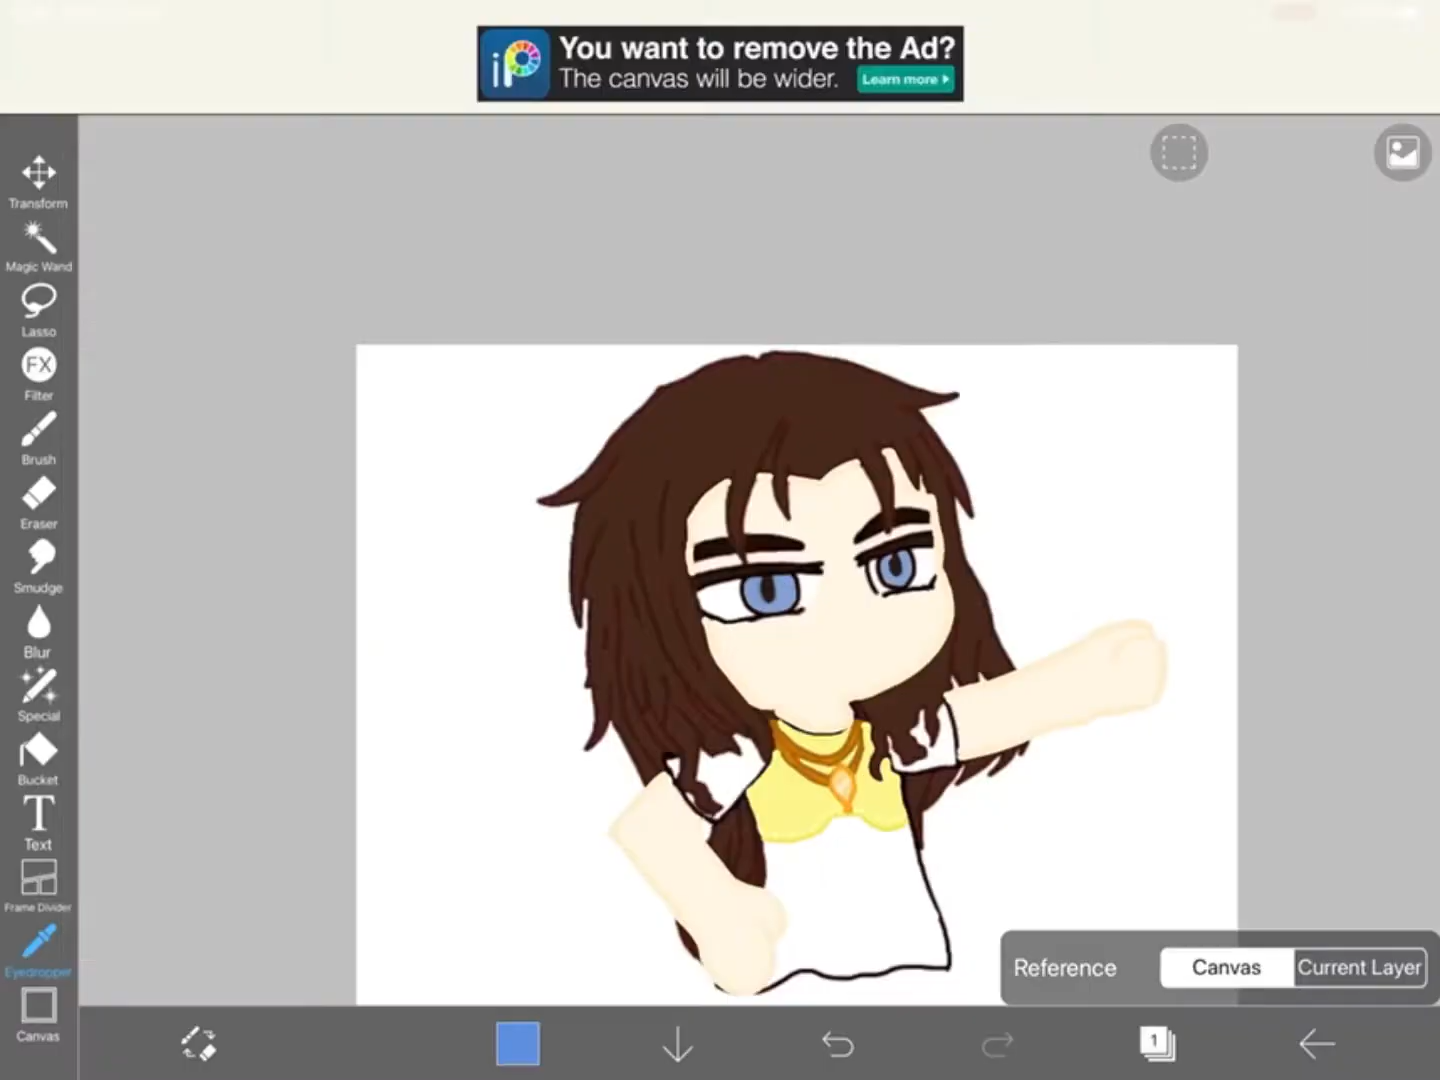 iP
You want to remove the Ad?
The canvas will be wider.
Learn more
Transform
Magic Wand
Lasso
FX
Filter
Brush
Eraser
Smudge
Blur
Special
Bucket
T
Text
Frame Divider
Eyedropper
Canvas
Reference
Canvas
Current Layer
1